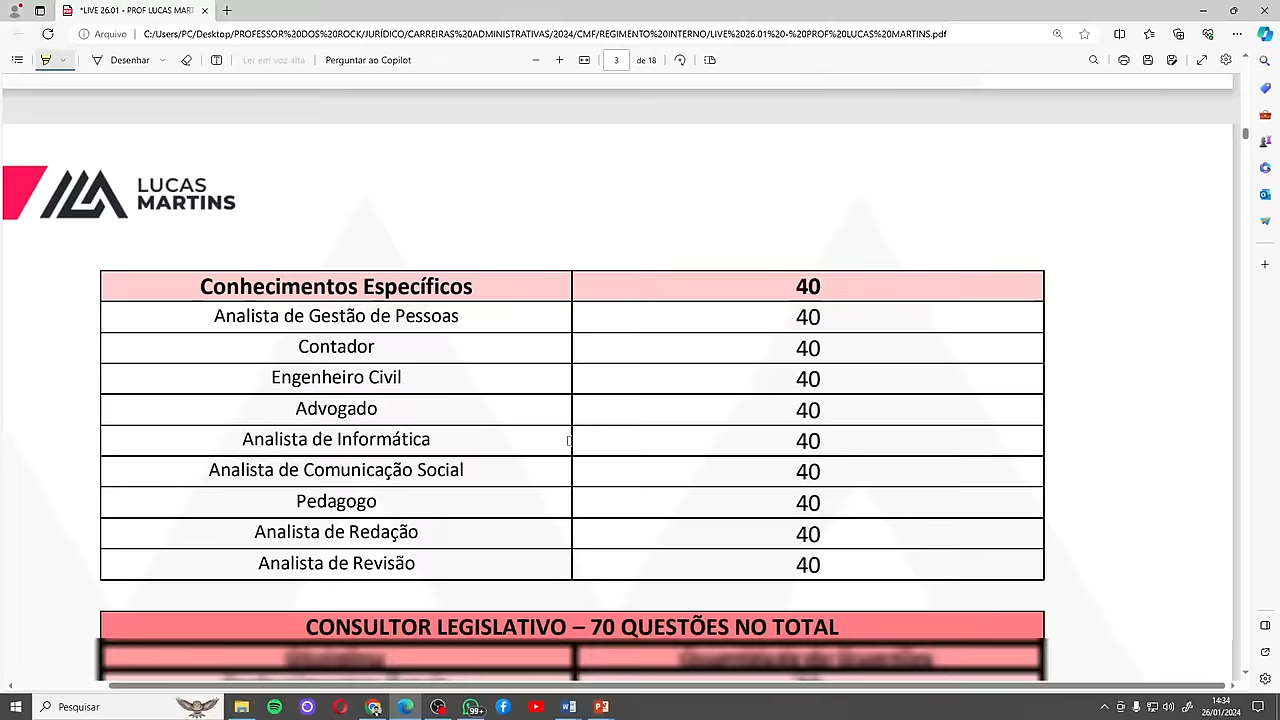 *LIVE 26.01 - PROF LUCAS MART
Arquivo
C:/Users/PC/Desktop/PROFESSOR%20DOS%20ROCK/JURÍDICO/CARREIRAS%20ADMINISTRATIVAS/2024/CMF/REGIMENTO%20INTERNO/LIVE%2026.01%20-%20PROF%20LUCAS%20MARTINS.pdf
Desenhar
Ler em voz alta
Perguntar ao Copilot
3 de 18
LUCAS
MARTINS
Conhecimentos Específicos 40
Analista de Gestão de Pessoas 40
Contador 40
Engenheiro Civil 40
Advogado 40
Analista de Informática 40
Analista de Comunicação Social 40
Pedagogo 40
Analista de Redação 40
Analista de Revisão 40
CONSULTOR LEGISLATIVO – 70 QUESTÕES NO TOTAL
Pesquisar
99+
14:34
26/01/2024